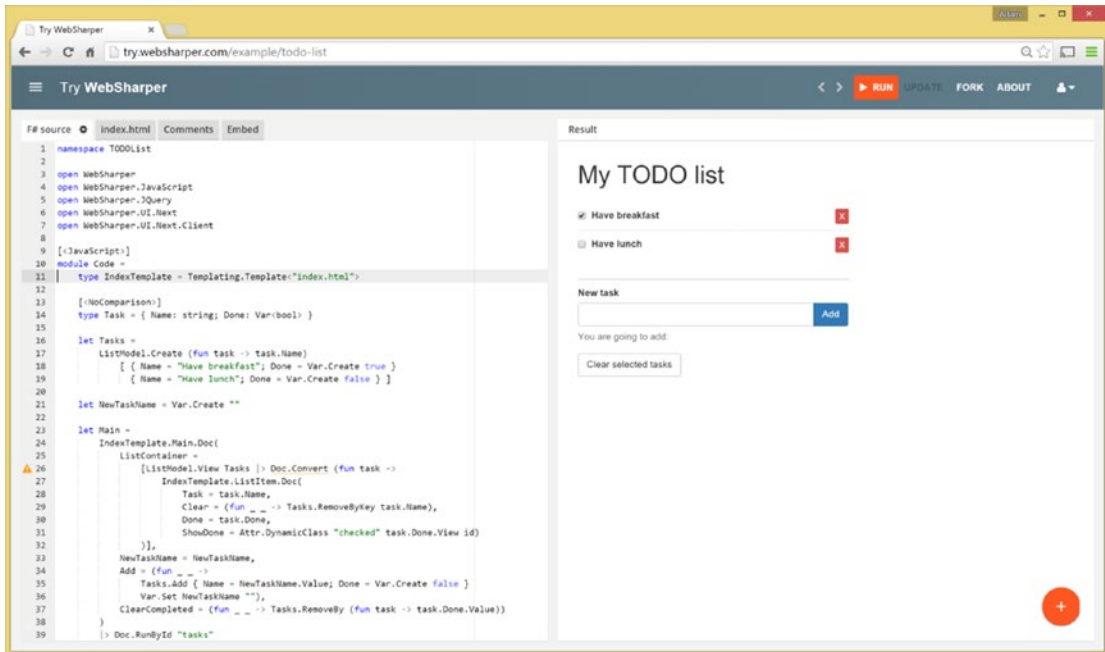 Adam
Try WebSharper
try.websharper.com/example/todo-list
Try WebSharper
< > RUN UPDATE FORK ABOUT
F# source index.html Comments Embed
Result
1 namespace TODOList
2
3 open WebSharper
4 open WebSharper.JavaScript
5 open WebSharper.JQuery
6 open WebSharper.UI.Next
7 open WebSharper.UI.Next.Client
8
9 [<JavaScript>]
10 module Code =
11 type IndexTemplate = Templating.Template<"index.html">
12
13 [<NoComparison>]
14 type Task = { Name: string; Done: Var<bool> }
15
16 let Tasks =
17 ListModel.Create (fun task -> task.Name)
18 [ { Name = "Have breakfast"; Done = Var.Create true }
19 { Name = "Have lunch"; Done = Var.Create false } ]
20
21 let NewTaskName = Var.Create ""
22
23 let Main =
24 IndexTemplate.Main.Doc(
25 ListContainer =
26 [ListModel.View Tasks |> Doc.Convert (fun task ->
27 IndexTemplate.ListItem.Doc(
28 Task = task.Name,
29 Clear = (fun _ _ -> Tasks.RemoveByKey task.Name),
30 Done = task.Done,
31 ShowDone = Attr.DynamicClass "checked" task.Done.View id)
32 )],
33 NewTaskName = NewTaskName,
34 Add = (fun _ _ ->
35 Tasks.Add { Name = NewTaskName.Value; Done = Var.Create false }
36 Var.Set NewTaskName ""),
37 ClearCompleted = (fun _ _ -> Tasks.RemoveBy (fun task -> task.Done.Value))
38 )
39 |> Doc.RunById "tasks"
My TODO list
Have breakfast X
Have lunch X
New task
Add
You are going to add:
Clear selected tasks
+